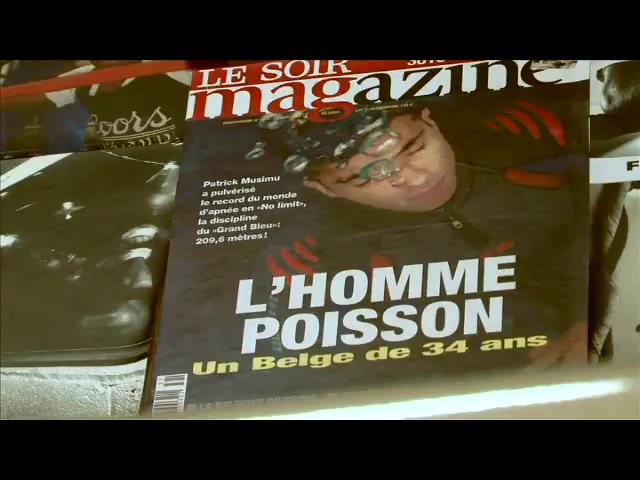 LE SOIR
magazine
Patrick Musimu
a pulvérisé
le record du monde
d'apnée en «No limit»,
la discipline
du «Grand Bleu»:
209,6 mètres!
L'HOMME
POISSON
Un Belge de 34 ans
oors
F